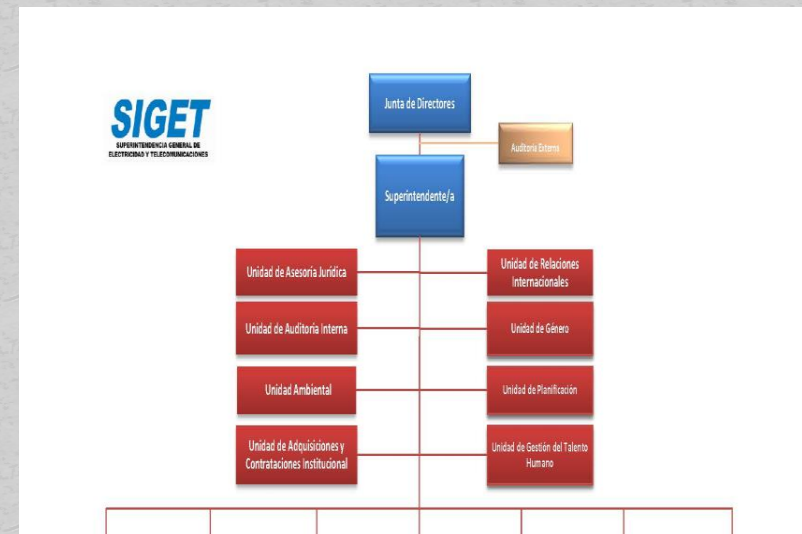 Junta de Directores
SIGET
SUPERINTENDENCIA GENERAL DE
ELECTRICIDAD Y TELECOMUNICACIONES
Auditoría Externa
Superintendente/a
Unidad de Asesoría Jurídica
Unidad de Relaciones
Internacionales
Unidad de Auditoria Interna
Unidad de Género
Unidad Ambiental
Unidad de Planificación
Unidad de Adquisiciones y
Contrataciones Institucional
Unidad de Gestión del Talento
Humano